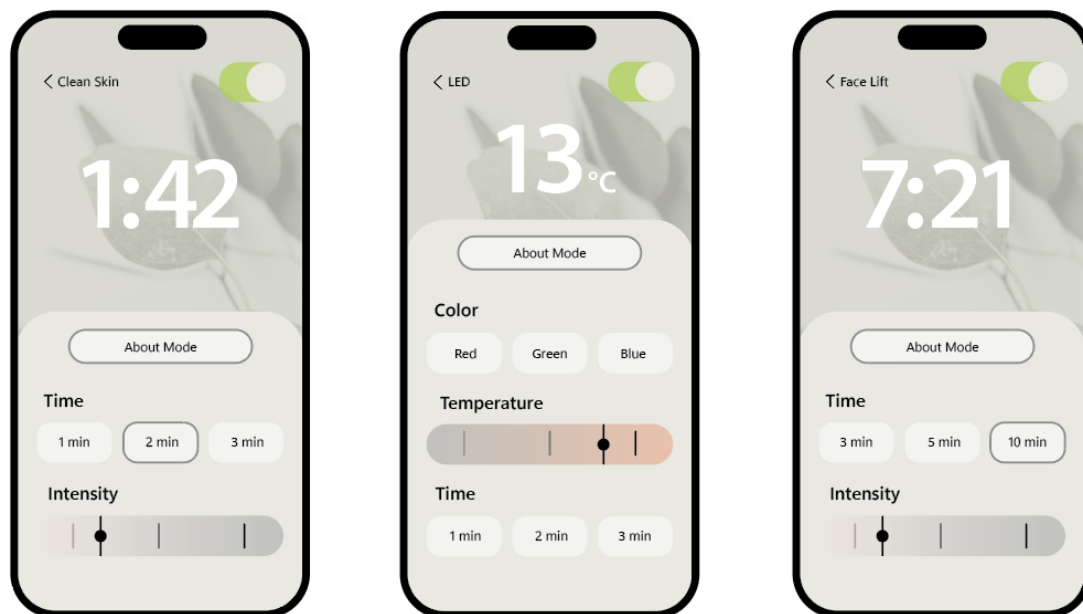 Clean Skin
1:42
About Mode
Time
1 min 2 min 3 min
Intensity
LED
13 °C
About Mode
Color
Red Green Blue
Temperature
Time
1 min 2 min 3 min
Face Lift
7:21
About Mode
Time
3 min 5 min 10 min
Intensity